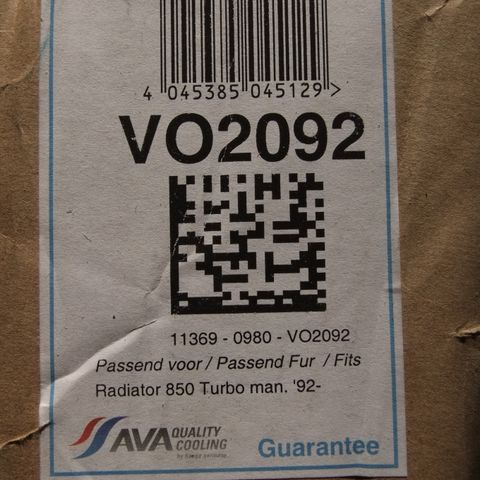 4 045385 045129 >
VO2092
11369 - 0980 - VO2092
Passend voor / Passend Fur / Fits
Radiator 850 Turbo man. '92-
AVA QUALITY
COOLING
Guarantee